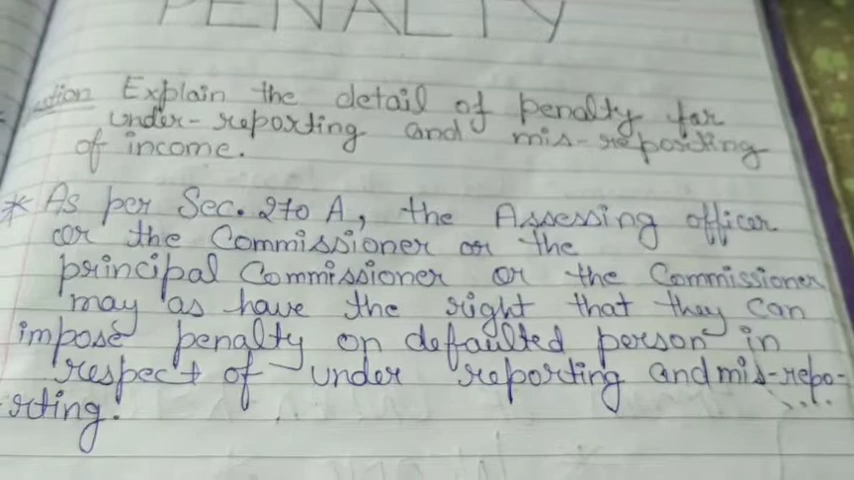 PENALTY
Explain the detail of penalty for
under-reporting and mis-reporting
of income.
* As per Sec. 270 A, the Assessing officer
or the Commissioner or the
principal Commissioner or the Commissioner
may as have the right that they can
impose penalty on defaulted person in
respect of under reporting and mis-repo-
rting.